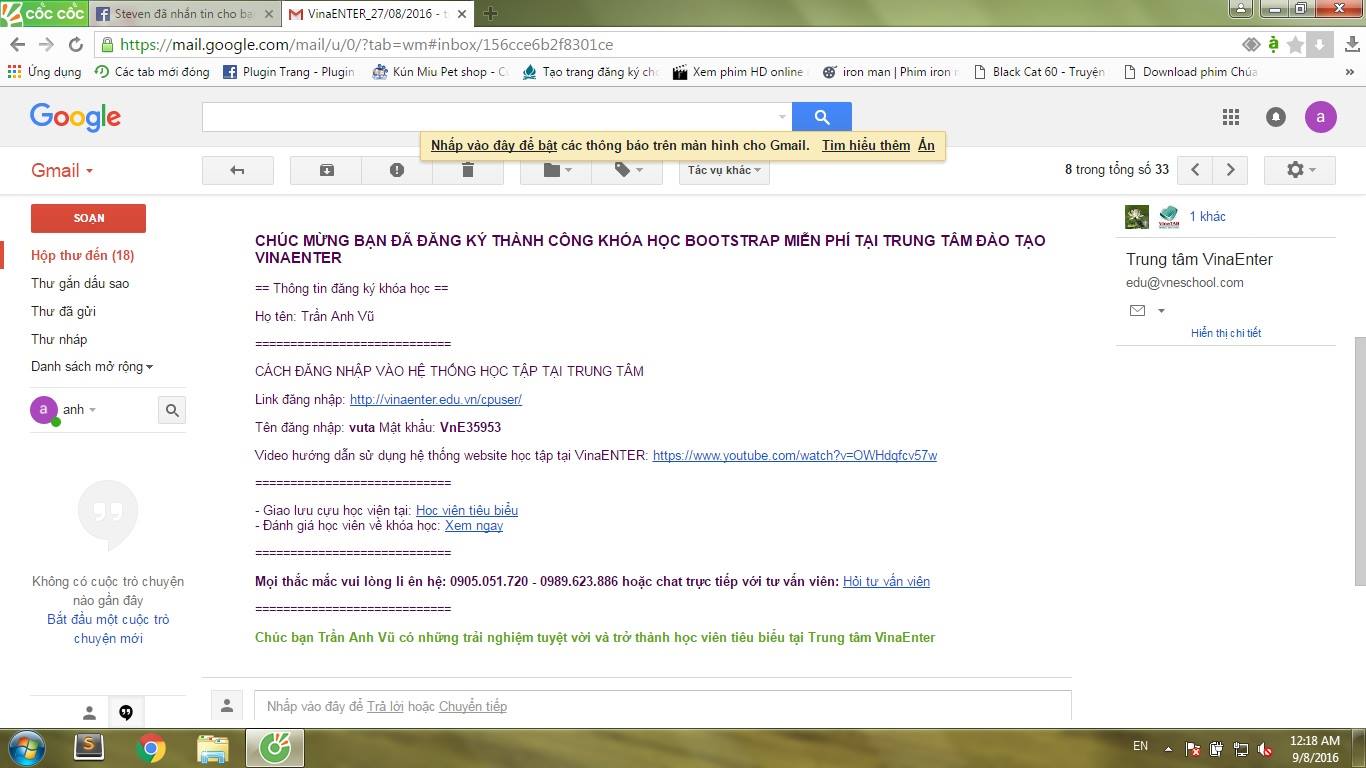 CỐC CỐC
Steven đã nhắn tin cho bạ
VinaENTER_27/08/2016 - t
https://mail.google.com/mail/u/0/?tab=wm#inbox/156cce6b2f8301ce
Ứng dụng
Các tab mới đóng
Plugin Trang - Plugin
Kún Miu Pet shop - C
Tạo trang đăng ký ch
Xem phim HD online
iron man | Phim iron
Black Cat 60 - Truyện
Download phim Chúa
Google
Nhấp vào đây để bật các thông báo trên màn hình cho Gmail. Tìm hiểu thêm Ẩn
a
Gmail
Tác vụ khác
8 trong tổng số 33
SOẠN
Hộp thư đến (18)
Thư gắn dấu sao
Thư đã gửi
Thư nháp
Danh sách mở rộng
a anh
Không có cuộc trò chuyện
nào gần đây
Bắt đầu một cuộc trò
chuyện mới
CHÚC MỪNG BẠN ĐÃ ĐĂNG KÝ THÀNH CÔNG KHÓA HỌC BOOTSTRAP MIỄN PHÍ TẠI TRUNG TÂM ĐÀO TẠO
VINAENTER
== Thông tin đăng ký khóa học ==
Họ tên: Trần Anh Vũ
============================
CÁCH ĐĂNG NHẬP VÀO HỆ THỐNG HỌC TẬP TẠI TRUNG TÂM
Link đăng nhập: http://vinaenter.edu.vn/cpuser/
Tên đăng nhập: vuta Mật khẩu: VnE35953
Video hướng dẫn sử dụng hệ thống website học tập tại VinaENTER: https://www.youtube.com/watch?v=OWHdqfcv57w
============================
- Giao lưu cựu học viên tại: Học viên tiêu biểu
- Đánh giá học viên về khóa học: Xem ngay
============================
Mọi thắc mắc vui lòng li ên hệ: 0905.051.720 - 0989.623.886 hoặc chat trực tiếp với tư vấn viên: Hỏi tư vấn viên
============================
Chúc bạn Trần Anh Vũ có những trải nghiệm tuyệt vời và trở thành học viên tiêu biểu tại Trung tâm VinaEnter
Nhấp vào đây để Trả lời hoặc Chuyển tiếp
1 khác
Trung tâm VinaEnter
edu@vneschool.com
Hiển thị chi tiết
EN
12:18 AM
9/8/2016